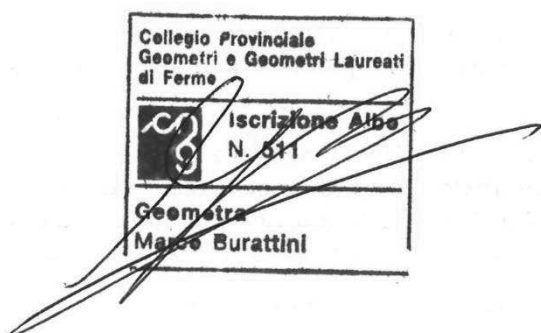 Collegio Provinciale
Geometri e Geometri Laureati
di Fermo
Iscrizione Albo
N. 511
Geometra
Marco Burattini